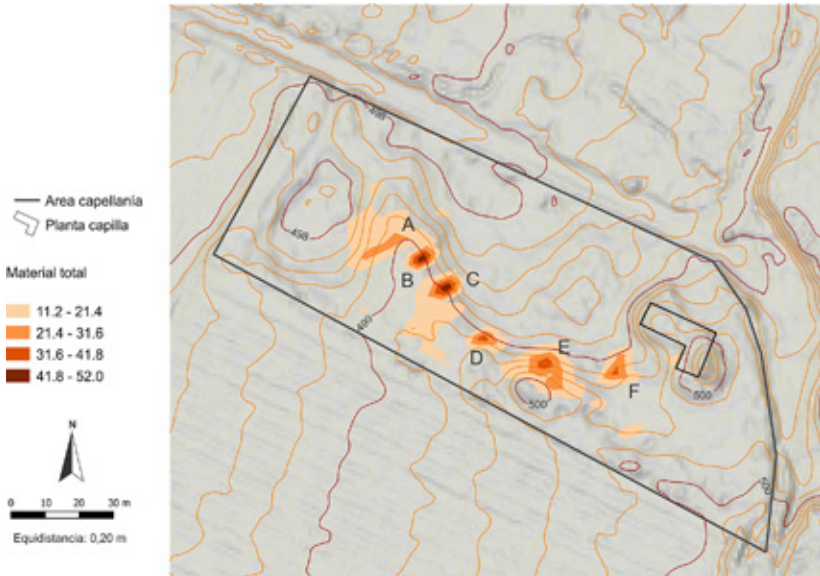 Area capellanía
Planta capilla
Material total
11.2 - 21.4
21.4 - 31.6
31.6 - 41.8
41.8 - 52.0
N
0 10 20 30 m
Equidistancia: 0,20 m
498
498
A
B
C
499
D
E
F
500
500
499